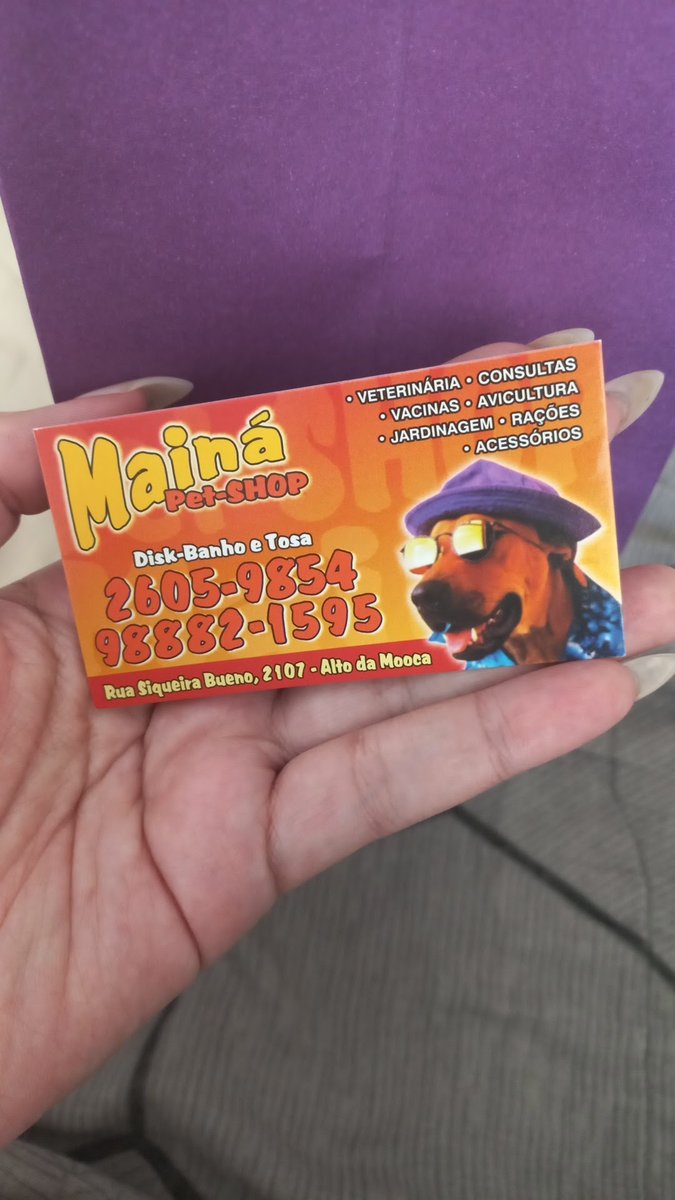 Mainá
Pet-SHOP
• VETERINÁRIA • CONSULTAS
• VACINAS • AVICULTURA
• JARDINAGEM • RAÇÕES
• ACESSÓRIOS
Disk-Banho e Tosa
2605-9854
98882-1595
Rua Siqueira Bueno, 2107 - Alto da Mooca